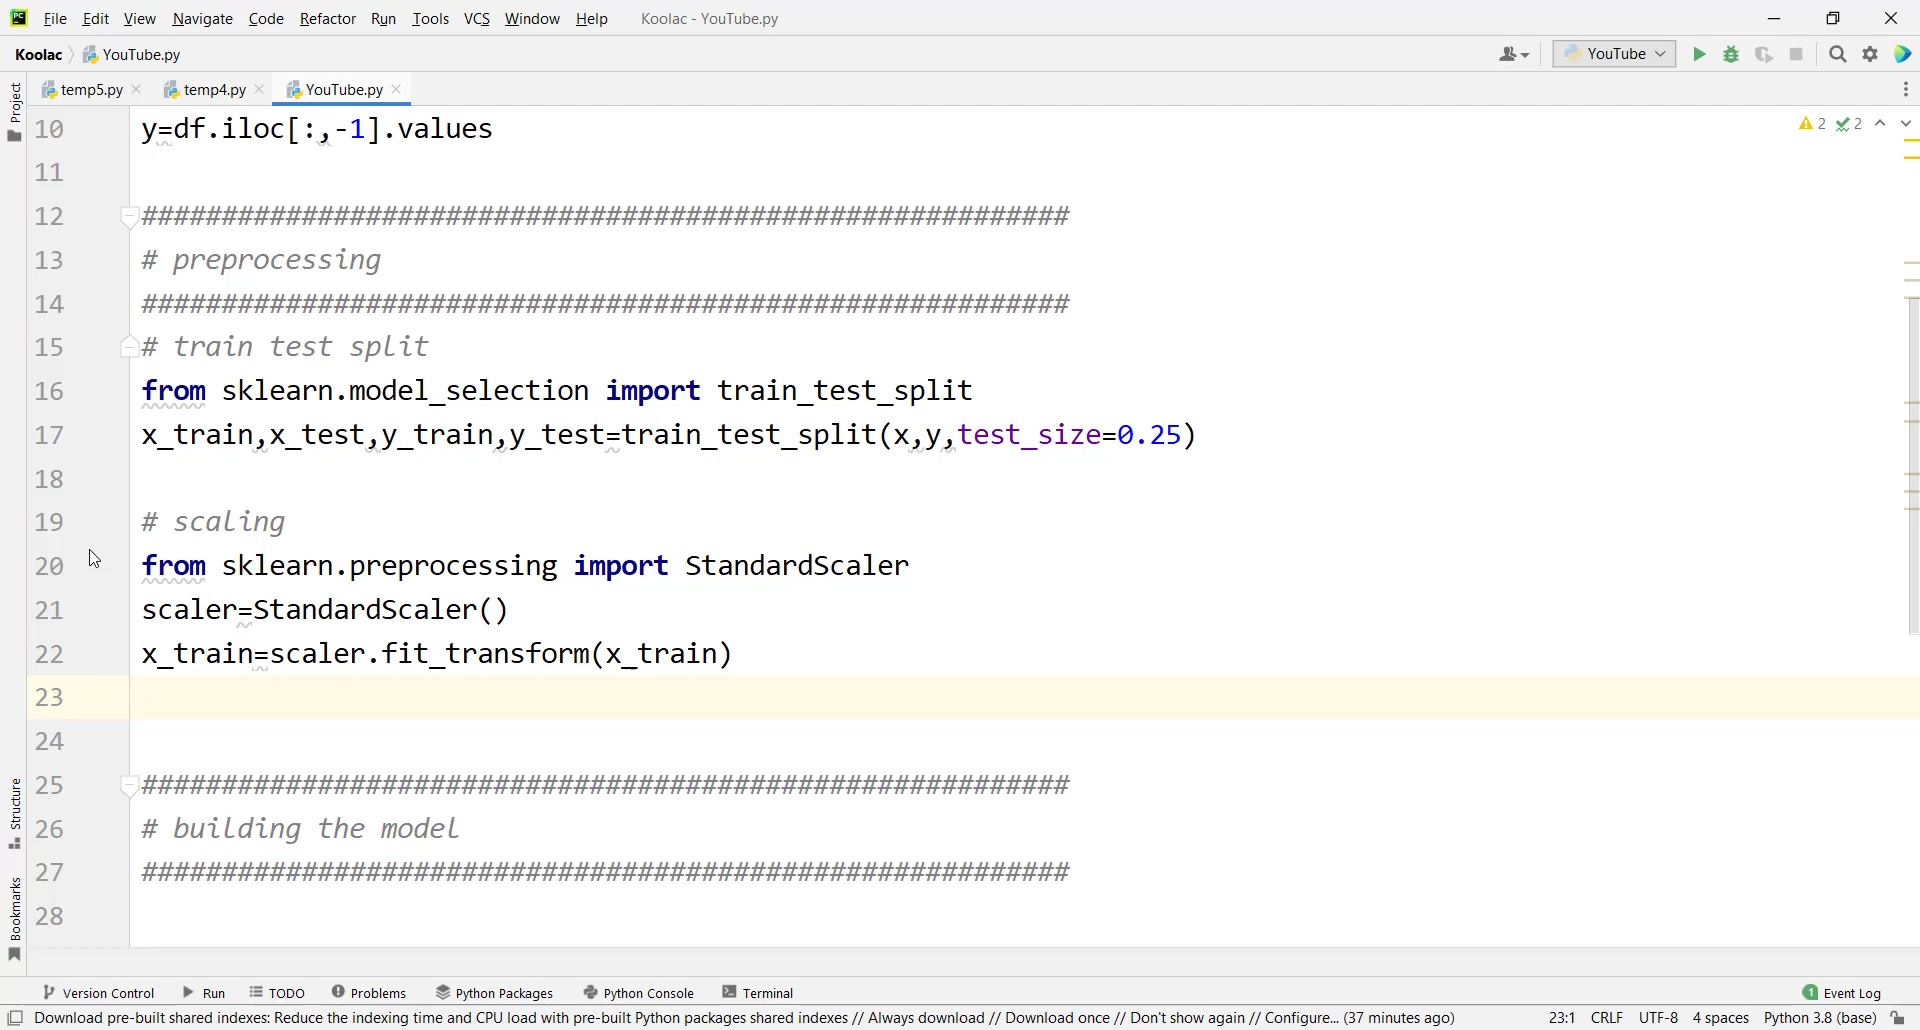 File Edit View Navigate Code Refactor Run Tools VCS Window Help Koolac - YouTube.py
Koolac YouTube.py YouTube
temp5.py temp4.py YouTube.py
Project
10 y=df.iloc[:,-1].values 2 2
11
12 ##########################################################
13 # preprocessing
14 ##########################################################
15 # train test split
16 from sklearn.model_selection import train_test_split
17 x_train,x_test,y_train,y_test=train_test_split(x,y,test_size=0.25)
18
19 # scaling
20 from sklearn.preprocessing import StandardScaler
21 scaler=StandardScaler()
22 x_train=scaler.fit_transform(x_train)
23
24
25 ##########################################################
26 # building the model
27 ##########################################################
28
Structure
Bookmarks
Version Control Run TODO Problems Python Packages Python Console Terminal 1 Event Log
Download pre-built shared indexes: Reduce the indexing time and CPU load with pre-built Python packages shared indexes // Always download // Download once // Don't show again // Configure... (37 minutes ago) 23:1 CRLF UTF-8 4 spaces Python 3.8 (base)